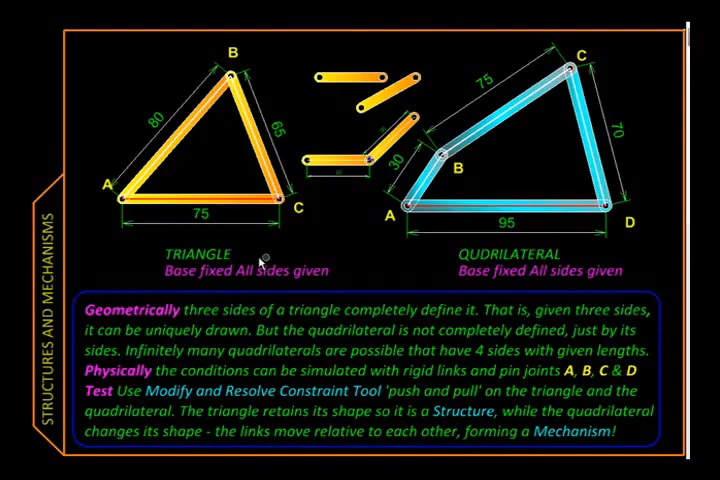 B
C
75
80
65
70
30
B
A
C
75
A
95
D
TRIANGLE
Base fixed All sides given
QUDRILATERAL
Base fixed All sides given
STRUCTURES AND MECHANISMS
Geometrically three sides of a triangle completely define it. That is, given three sides,
it can be uniquely drawn. But the quadrilateral is not completely defined, just by its
sides. Infinitely many quadrilaterals are possible that have 4 sides with given lengths.
Physically the conditions can be simulated with rigid links and pin joints A, B, C & D
Test Use Modify and Resolve Constraint Tool 'push and pull' on the triangle and the
quadrilateral. The triangle retains its shape so it is a Structure, while the quadrilateral
changes its shape - the links move relative to each other, forming a Mechanism!